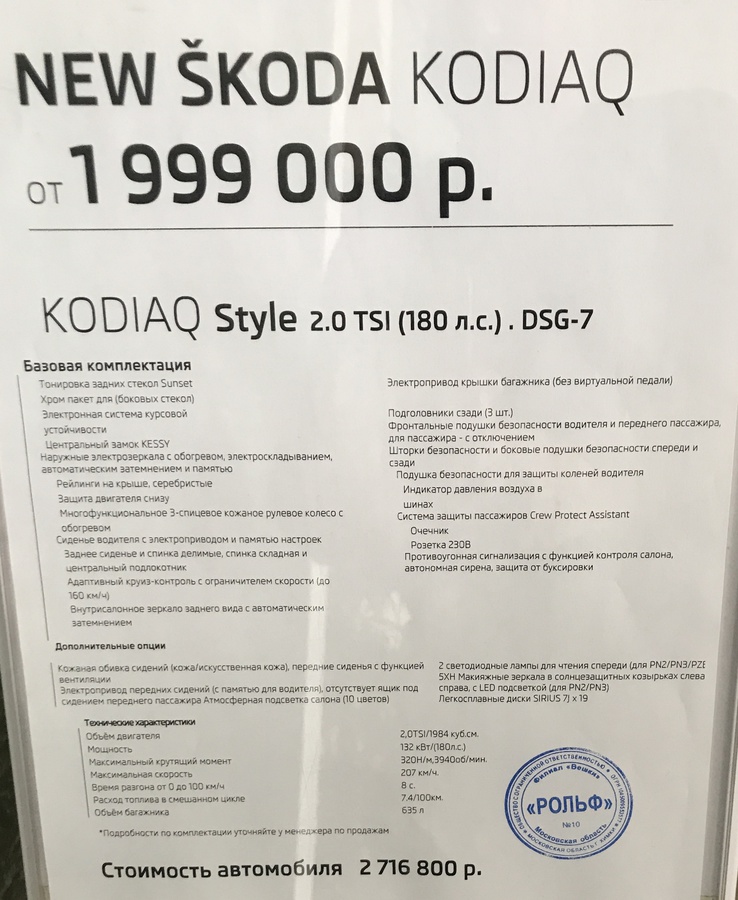 NEW ŠKODA KODIAQ
от 1 999 000 р.
KODIAQ Style 2.0 TSI (180 л.с.) . DSG-7
Базовая комплектация
Тонировка задних стекол Sunset
Хром пакет для (боковых стекол)
Электронная система курсовой
устойчивости
Центральный замок KESSY
Наружные электрозеркала с обогревом, электроскладыванием,
автоматическим затемнением и памятью
Рейлинги на крыше, серебристые
Защита двигателя снизу
Многофункциональное 3-спицевое кожаное рулевое колесо с
обогревом
Сиденье водителя с электроприводом и памятью настроек
Заднее сиденье и спинка делимые, спинка складная и
центральный подлокотник
Адаптивный круиз-контроль с ограничителем скорости (до
160 км/ч)
Внутрисалонное зеркало заднего вида с автоматическим
затемнением
Электропривод крышки багажника (без виртуальной педали)
Подголовники сзади (3 шт.)
Фронтальные подушки безопасности водителя и переднего пассажира,
для пассажира - с отключением
Шторки безопасности и боковые подушки безопасности спереди и
сзади
Подушка безопасности для защиты коленей водителя
Индикатор давления воздуха в
шинах
Система защиты пассажиров Crew Protect Assistant
Очечник
Розетка 230В
Противоугонная сигнализация с функцией контроля салона,
автономная сирена, защита от буксировки
Дополнительные опции
Кожаная обивка сидений (кожа/искусственная кожа), передние сиденья с функцией
вентиляции
Электропривод передних сидений (с памятью для водителя), отсутствует ящик под
сидением переднего пассажира Атмосферная подсветка салона (10 цветов)
2 светодиодные лампы для чтения спереди (для PN2/PN3/PZE
5XH Макияжные зеркала в солнцезащитных козырьках слева
справа, с LED подсветкой (для PN2/PN3)
Легкосплавные диски SIRIUS 7J x 19
Технические характеристики
Объём двигателя 2,0TSI/1984 куб.см.
Мощность 132 кВт/(180л.с.)
Максимальный крутящий момент 320Н/м,3940об/мин.
Максимальная скорость 207 км/ч.
Время разгона от 0 до 100 км/ч 8 с.
Расход топлива в смешанном цикле 7.4/100км.
Объём багажника 635 л
*Подробности по комплектации уточняйте у менеджера по продажам
Стоимость автомобиля 2 716 800 р.
ОБЩЕСТВО С ОГРАНИЧЕННОЙ ОТВЕТСТВЕННОСТЬЮ
Филиал «Вешки»
«РОЛЬФ»
№10
Московская область
МОСКОВСКАЯ ОБЛАСТЬ Г. ХИМКИ